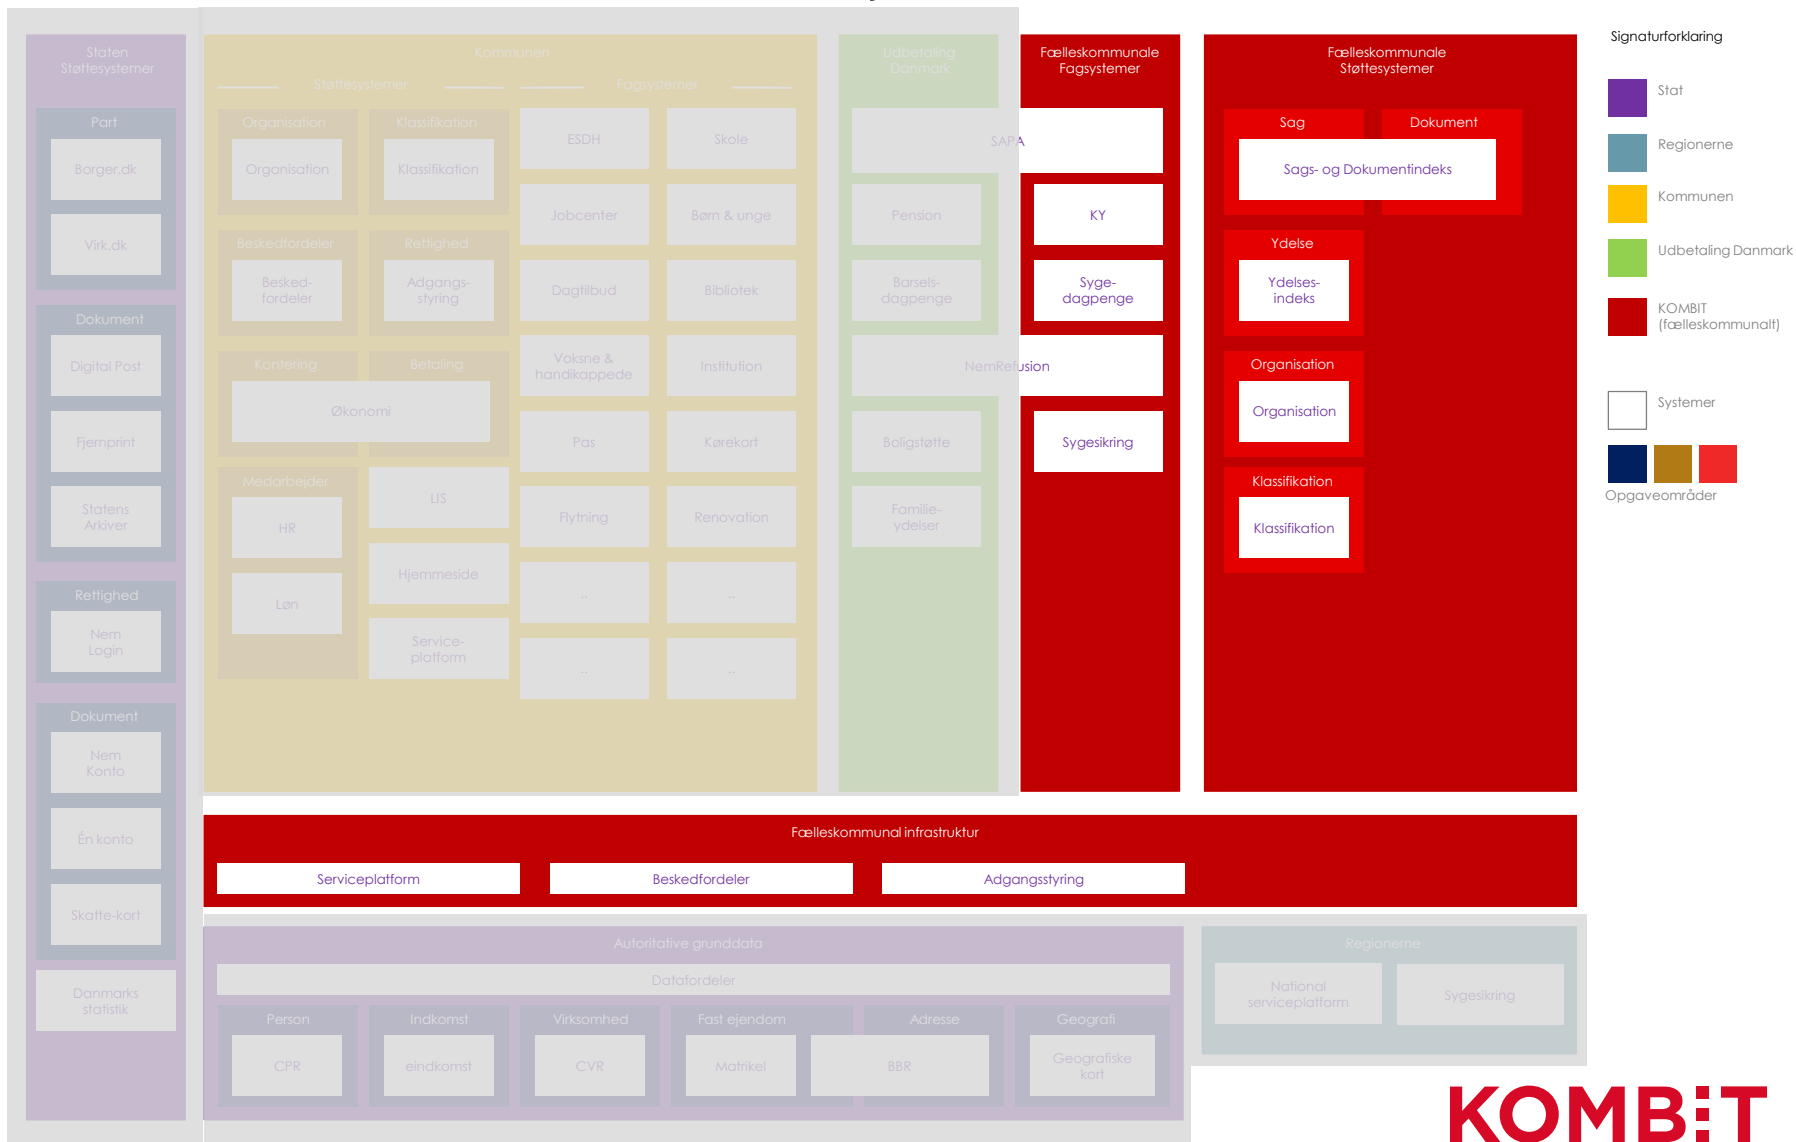 Staten
Støttesystemer
Part
Borger.dk
Virk.dk
Dokument
Digital Post
Fjernprint
Statens
Arkiver
Rettighed
Nem
Login
Dokument
Nem
Konto
Én konto
Skatte-kort
Danmarks
statistik
Kommunen
Støttesystemer
Fagsystemer
Organisation
Organisation
Klassifikation
Klassifikation
Beskedfordeler
Besked-
fordeler
Rettighed
Adgangs-
styring
Kontering
Betaling
Økonomi
Medarbejder
HR
Løn
LIS
Hjemmeside
Service-
platform
ESDH
Skole
Jobcenter
Børn & unge
Dagtilbud
Bibliotek
Voksne &
handikappede
Institution
Pas
Kørekort
Flytning
Renovation
..
..
..
..
Udbetaling
Danmark
SAPA
Pension
Barsels-
dagpenge
NemRefusion
Boligstøtte
Familie-
ydelser
Fælleskommunale
Fagsystemer
KY
Syge-
dagpenge
Sygesikring
Fælleskommunale
Støttesystemer
Sag
Dokument
Sags- og Dokumentindeks
Ydelse
Ydelses-
indeks
Organisation
Organisation
Klassifikation
Klassifikation
Signaturforklaring
Stat
Regionerne
Kommunen
Udbetaling Danmark
KOMBIT
(fælleskommunalt)
Systemer
Opgaveområder
Fælleskommunal infrastruktur
Serviceplatform
Beskedfordeler
Adgangsstyring
Autoritative grunddata
Datafordeler
Person
CPR
Indkomst
eindkomst
Virksomhed
CVR
Fast ejendom
Matrikel
Adresse
BBR
Geografi
Geografiske
kort
Regionerne
National
serviceplatform
Sygesikring
KOMBIT